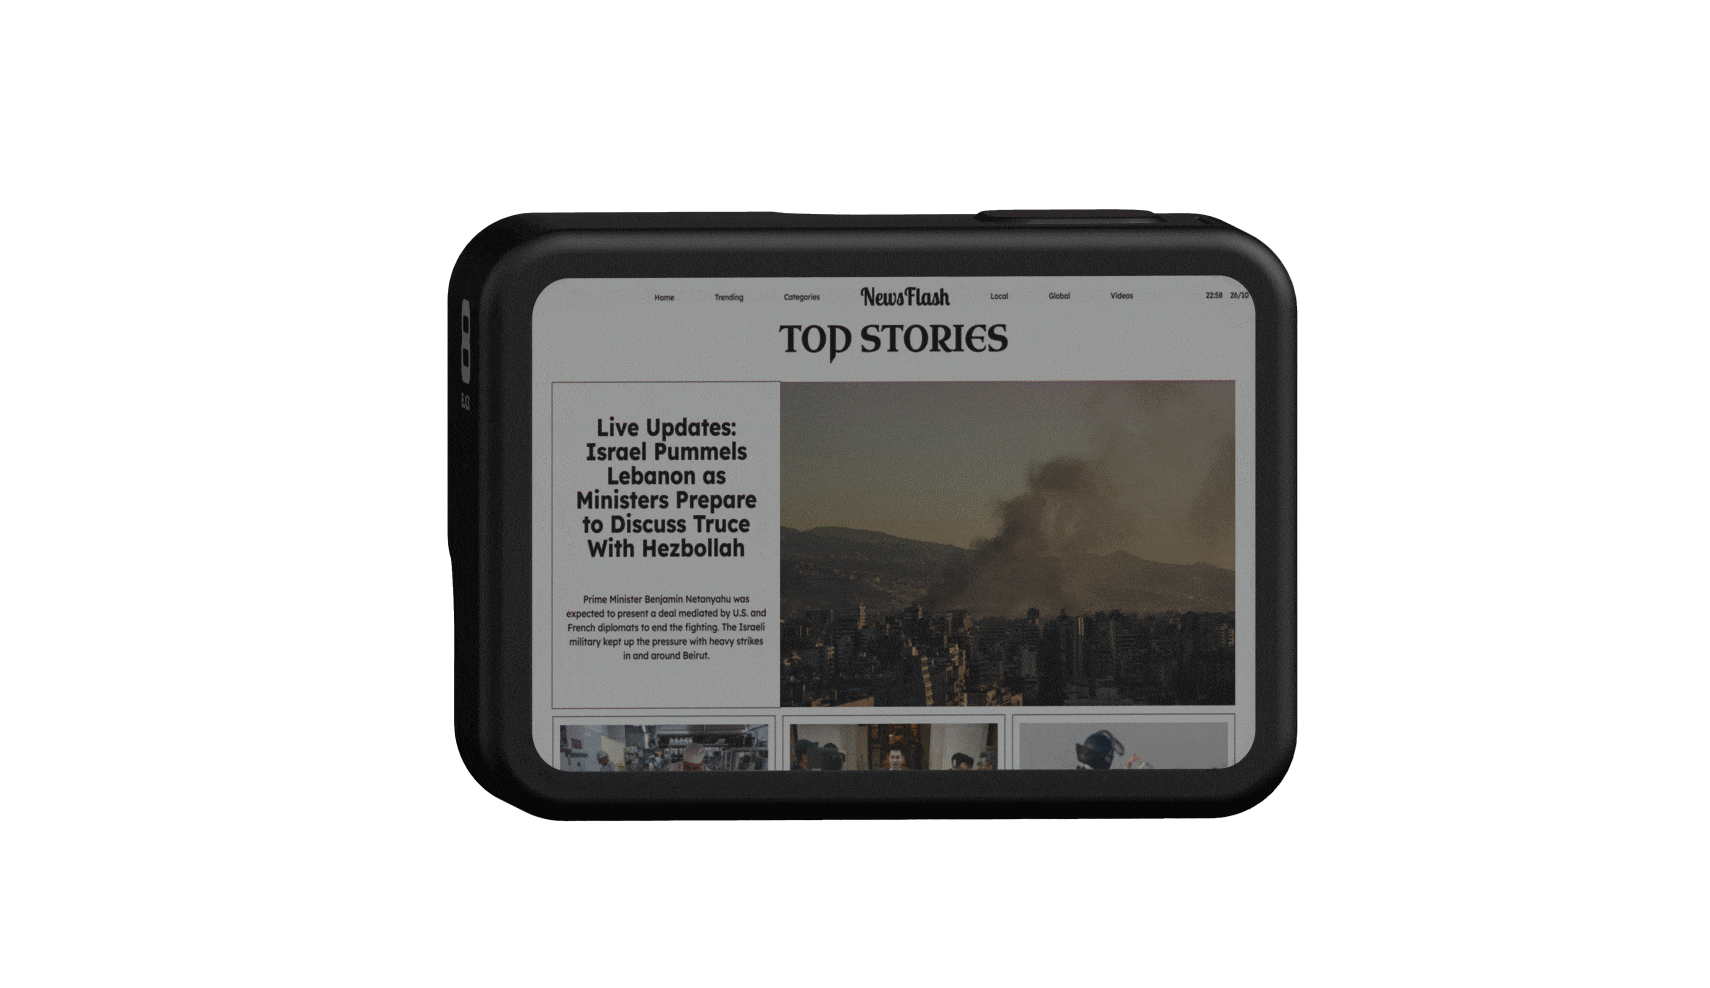 Home Trending Categories NewsFlash Local Global Videos 22:58 26/10
TOP STORIES
Live Updates:
Israel Pummels
Lebanon as
Ministers Prepare
to Discuss Truce
With Hezbollah
Prime Minister Benjamin Netanyahu was
expected to present a deal mediated by U.S. and
French diplomats to end the fighting. The Israeli
military kept up the pressure with heavy strikes
in and around Beirut.